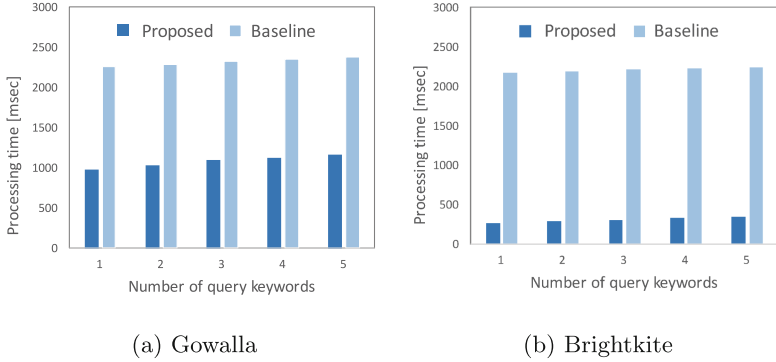 Proposed Baseline
Processing time [msec]
3000
2500
2000
1500
1000
500
0
1 2 3 4 5
Number of query keywords
(a) Gowalla
Proposed Baseline
Processing time [msec]
3000
2500
2000
1500
1000
500
0
1 2 3 4 5
Number of query keywords
(b) Brightkite